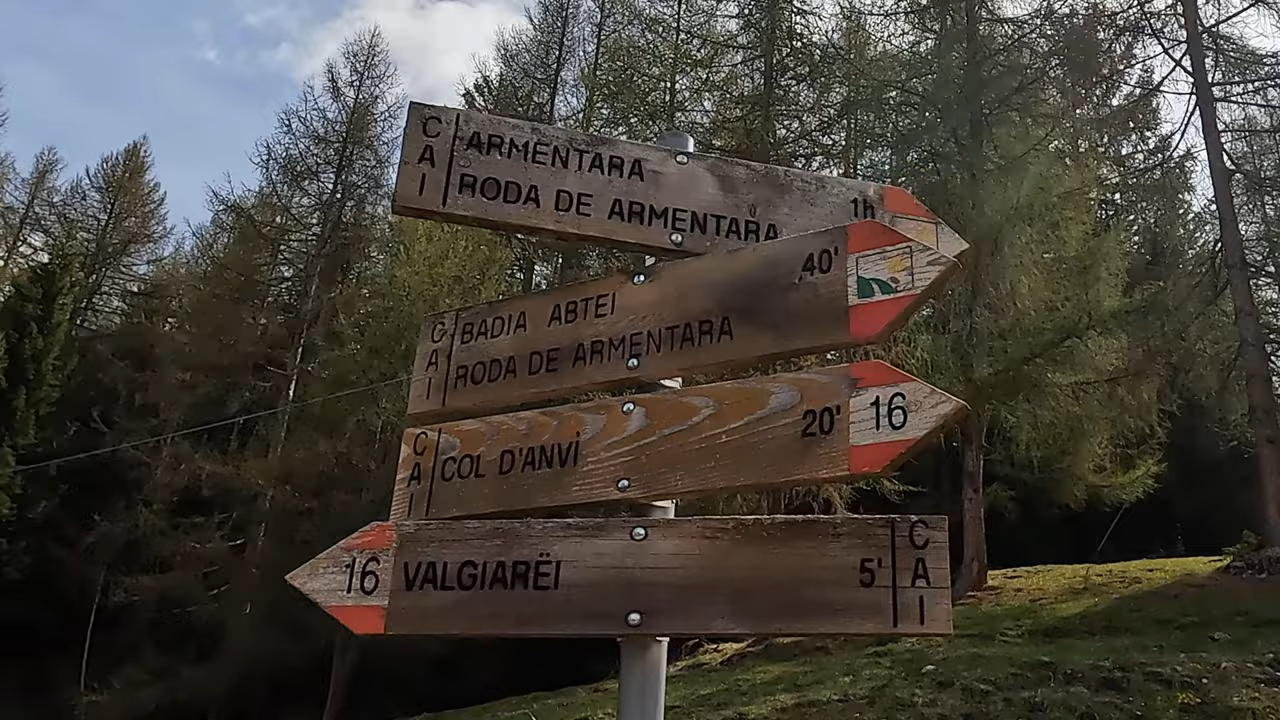 CAI
ARMENTARA
RODA DE ARMENTARA 1h
CAI
BADIA ABTEI 40'
RODA DE ARMENTARA
CAI
COL D'ANVÌ 20' 16
16 VALGIARËI 5'
CAI